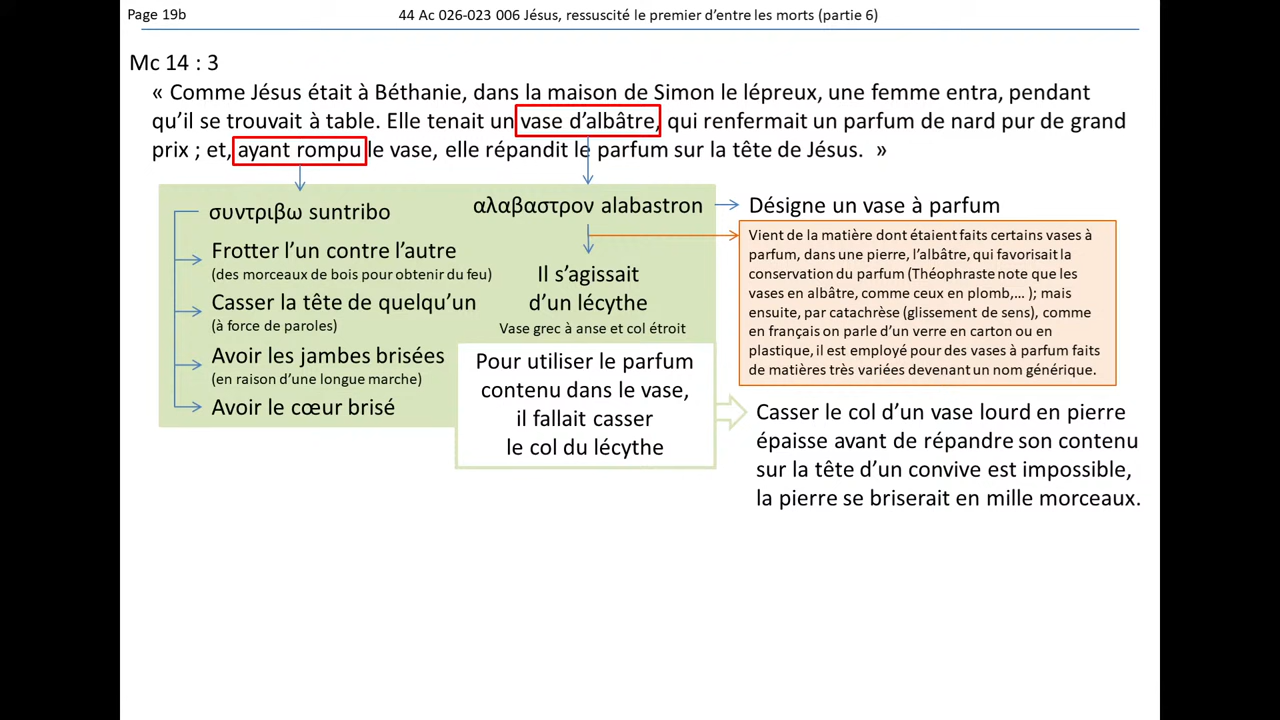 Page 19b
44 Ac 026-023 006 Jésus, ressuscité le premier d’entre les morts (partie 6)
Mc 14 : 3
« Comme Jésus était à Béthanie, dans la maison de Simon le lépreux, une femme entra, pendant
qu’il se trouvait à table. Elle tenait un vase d’albâtre, qui renfermait un parfum de nard pur de grand
prix ; et, ayant rompu le vase, elle répandit le parfum sur la tête de Jésus.  »
συντριβω suntribo
Frotter l’un contre l’autre
(des morceaux de bois pour obtenir du feu)
Casser la tête de quelqu’un
(à force de paroles)
Avoir les jambes brisées
(en raison d’une longue marche)
Avoir le cœur brisé
αλαβαστρον alabastron
Il s’agissait
d’un lécythe
Vase grec à anse et col étroit
Pour utiliser le parfum
contenu dans le vase,
il fallait casser
le col du lécythe
Désigne un vase à parfum
Vient de la matière dont étaient faits certains vases à
parfum, dans une pierre, l’albâtre, qui favorisait la
conservation du parfum (Théophraste note que les
vases en albâtre, comme ceux en plomb,… ); mais
ensuite, par catachrèse (glissement de sens), comme
en français on parle d’un verre en carton ou en
plastique, il est employé pour des vases à parfum faits
de matières très variées devenant un nom générique.
Casser le col d’un vase lourd en pierre
épaisse avant de répandre son contenu
sur la tête d’un convive est impossible,
la pierre se briserait en mille morceaux.